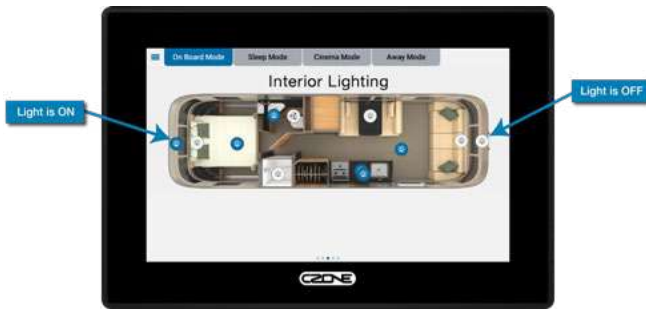 On Board Mode
Sleep Mode
Cinema Mode
Away Mode
Interior Lighting
Light is ON
Light is OFF
CZONE